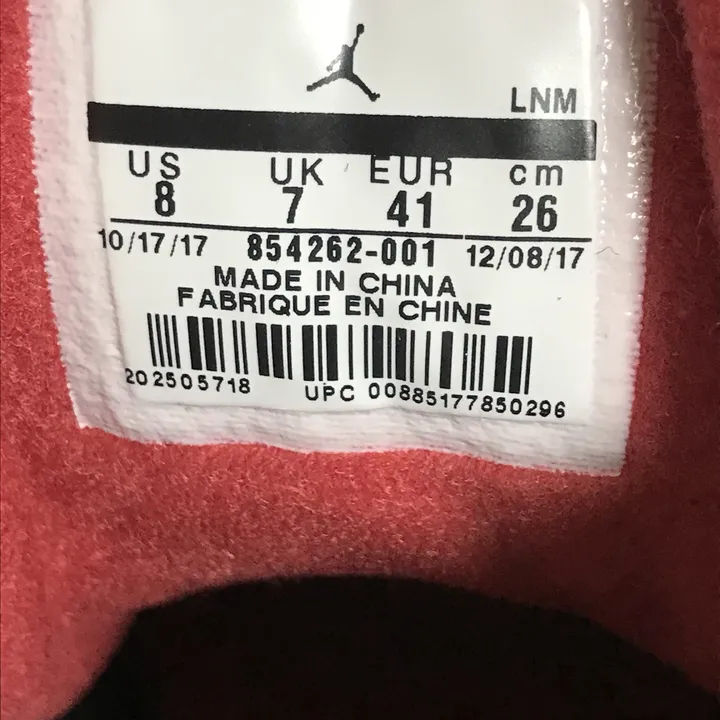 LNM
US UK EUR cm
8 7 41 26
10/17/17 854262-001 12/08/17
MADE IN CHINA
FABRIQUE EN CHINE
202505718 UPC 00885177850296